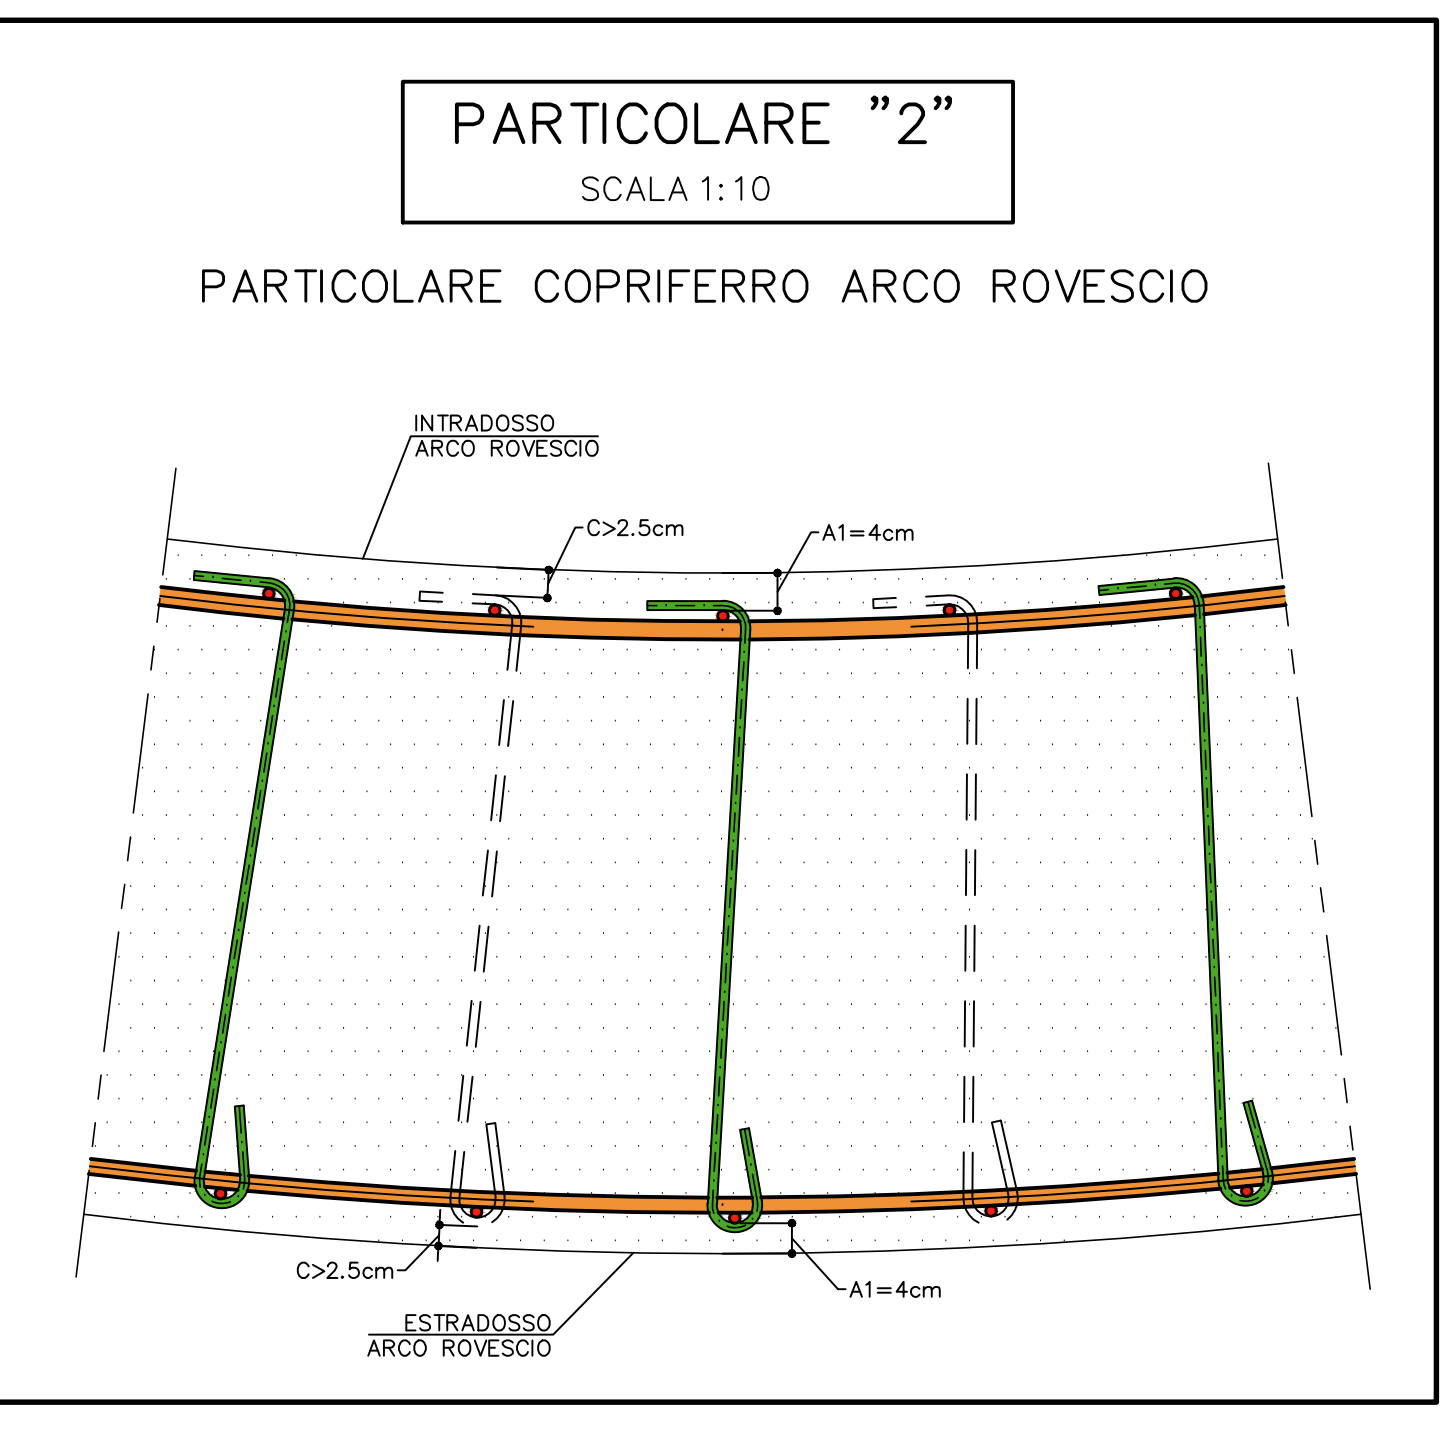 PARTICOLARE "2"
SCALA 1:10
PARTICOLARE COPRIFERRO ARCO ROVESCIO
INTRADOSSO
ARCO ROVESCIO
C>2.5cm
A1=4cm
C>2.5cm
A1=4cm
ESTRADOSSO
ARCO ROVESCIO